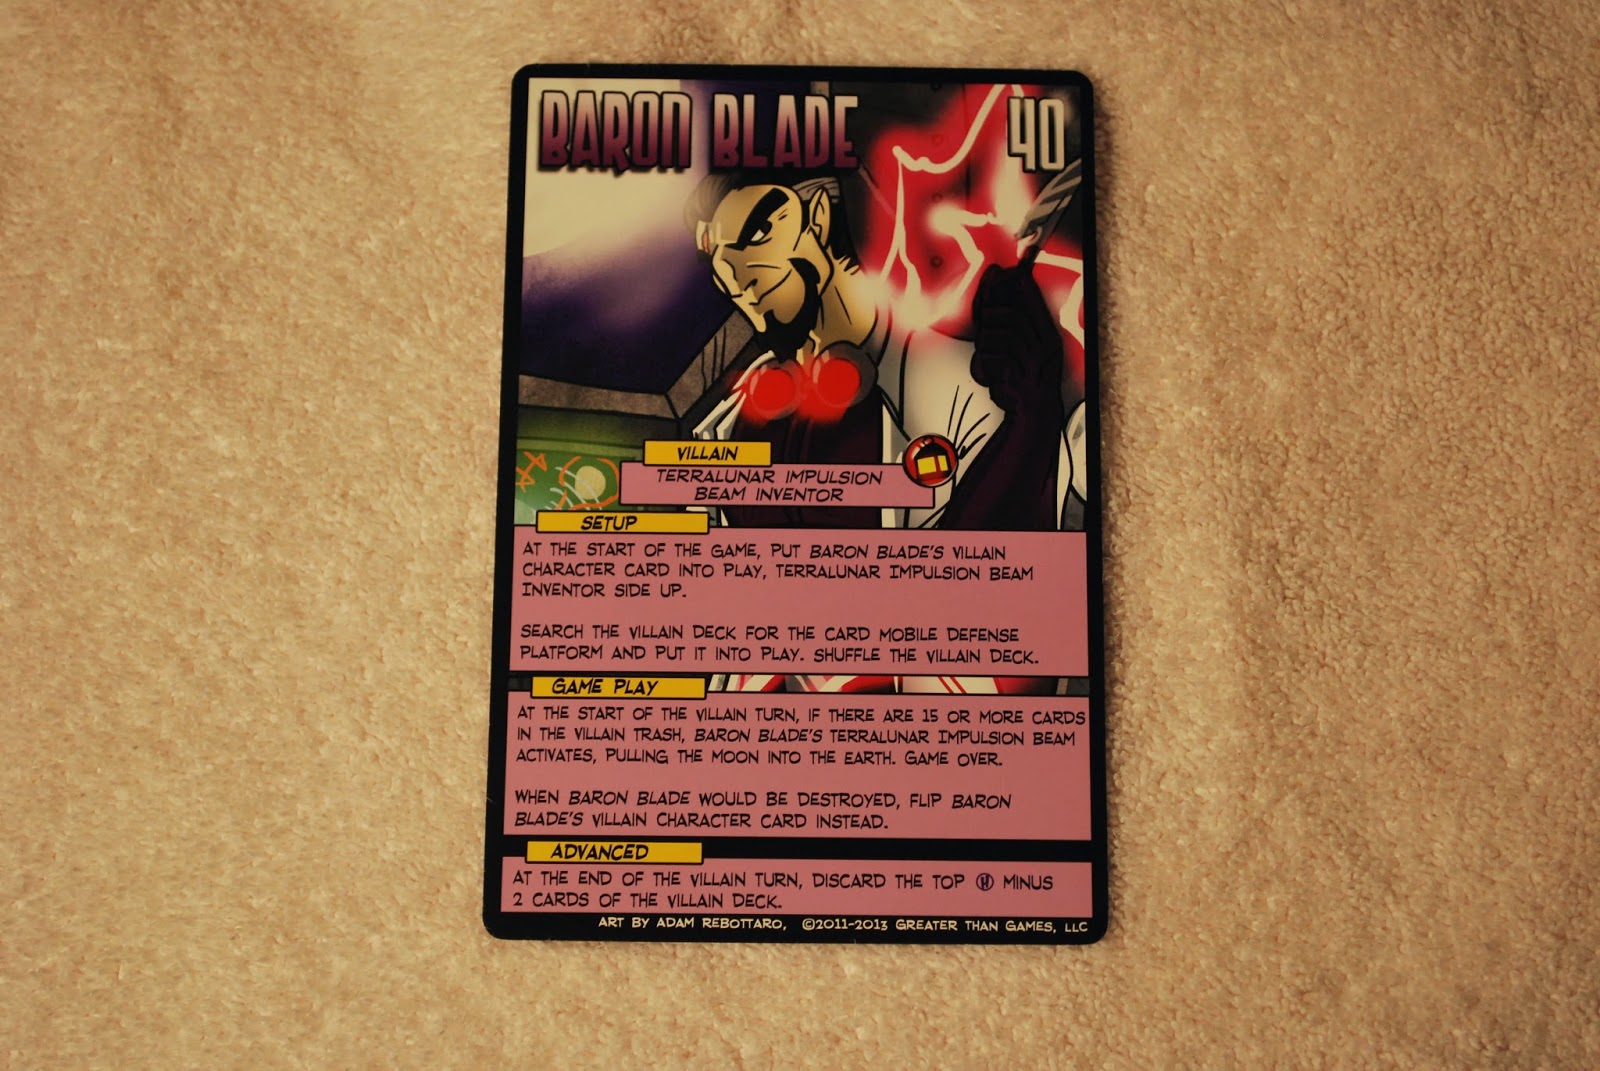 BARON BLADE 40
VILLAIN
TERRALUNAR IMPULSION
BEAM INVENTOR
SETUP
AT THE START OF THE GAME, PUT BARON BLADE'S VILLAIN
CHARACTER CARD INTO PLAY, TERRALUNAR IMPULSION BEAM
INVENTOR SIDE UP.
SEARCH THE VILLAIN DECK FOR THE CARD MOBILE DEFENSE
PLATFORM AND PUT IT INTO PLAY. SHUFFLE THE VILLAIN DECK.
GAME PLAY
AT THE START OF THE VILLAIN TURN, IF THERE ARE 15 OR MORE CARDS
IN THE VILLAIN TRASH, BARON BLADE'S TERRALUNAR IMPULSION BEAM
ACTIVATES, PULLING THE MOON INTO THE EARTH. GAME OVER.
WHEN BARON BLADE WOULD BE DESTROYED, FLIP BARON
BLADE'S VILLAIN CHARACTER CARD INSTEAD.
ADVANCED
AT THE END OF THE VILLAIN TURN, DISCARD THE TOP H MINUS
2 CARDS OF THE VILLAIN DECK.
ART BY ADAM REBOTTARO, ©2011-2013 GREATER THAN GAMES, LLC